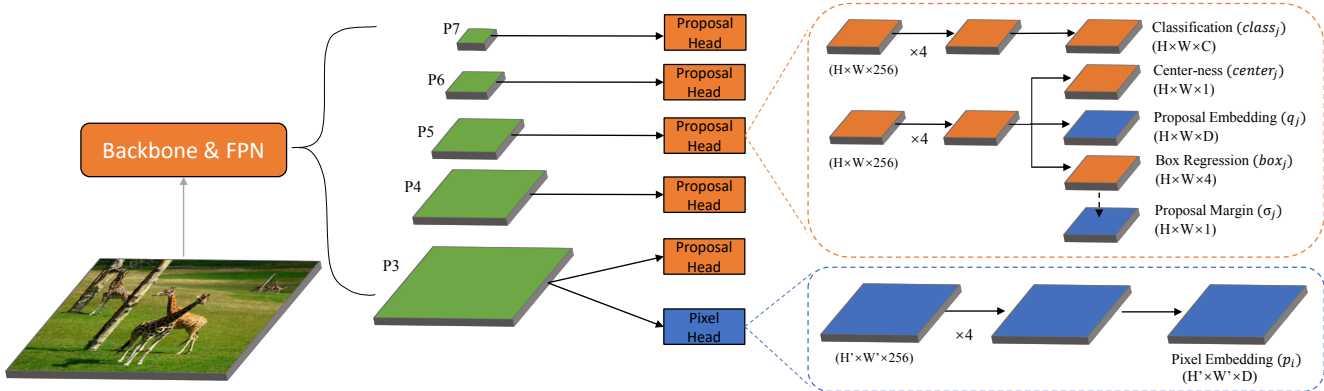 Backbone & FPN
P7
P6
P5
P4
P3
Proposal
Head
Proposal
Head
Proposal
Head
Proposal
Head
Proposal
Head
Pixel
Head
(H×W×256)
×4
Classification (class_j)
(H×W×C)
Center-ness (center_j)
(H×W×1)
(H×W×256)
×4
Proposal Embedding (q_j)
(H×W×D)
Box Regression (box_j)
(H×W×4)
Proposal Margin (σ_j)
(H×W×1)
(H'×W'×256)
×4
Pixel Embedding (p_i)
(H'×W'×D)